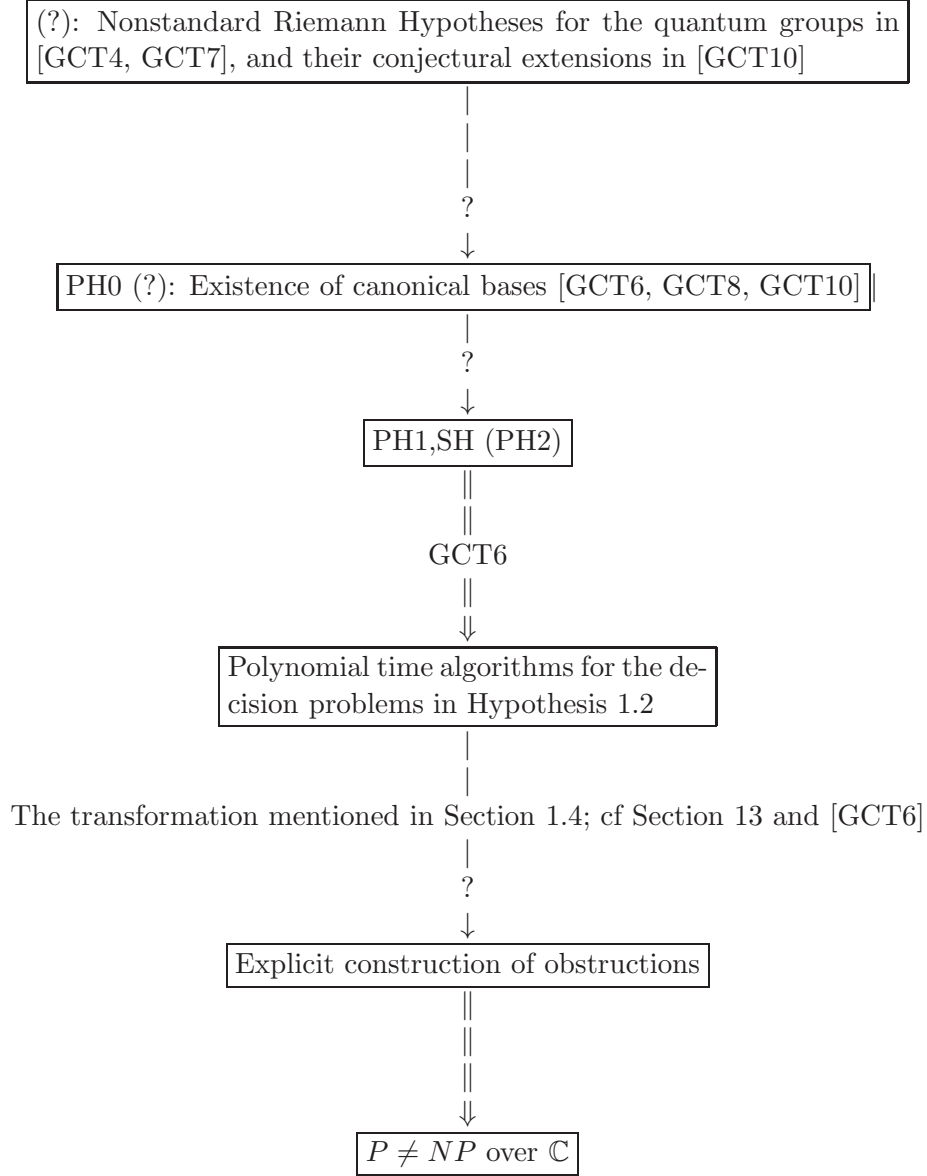 (?): Nonstandard Riemann Hypotheses for the quantum groups in
[GCT4, GCT7], and their conjectural extensions in [GCT10]
|
|
|
?
↓
PH0 (?): Existence of canonical bases [GCT6, GCT8, GCT10] |
|
?
↓
PH1,SH (PH2)
||
||
GCT6
||
⇓
Polynomial time algorithms for the de-
cision problems in Hypothesis 1.2
|
|
The transformation mentioned in Section 1.4; cf Section 13 and [GCT6]
|
?
↓
Explicit construction of obstructions
||
||
||
⇓
P ≠ NP over ℂ